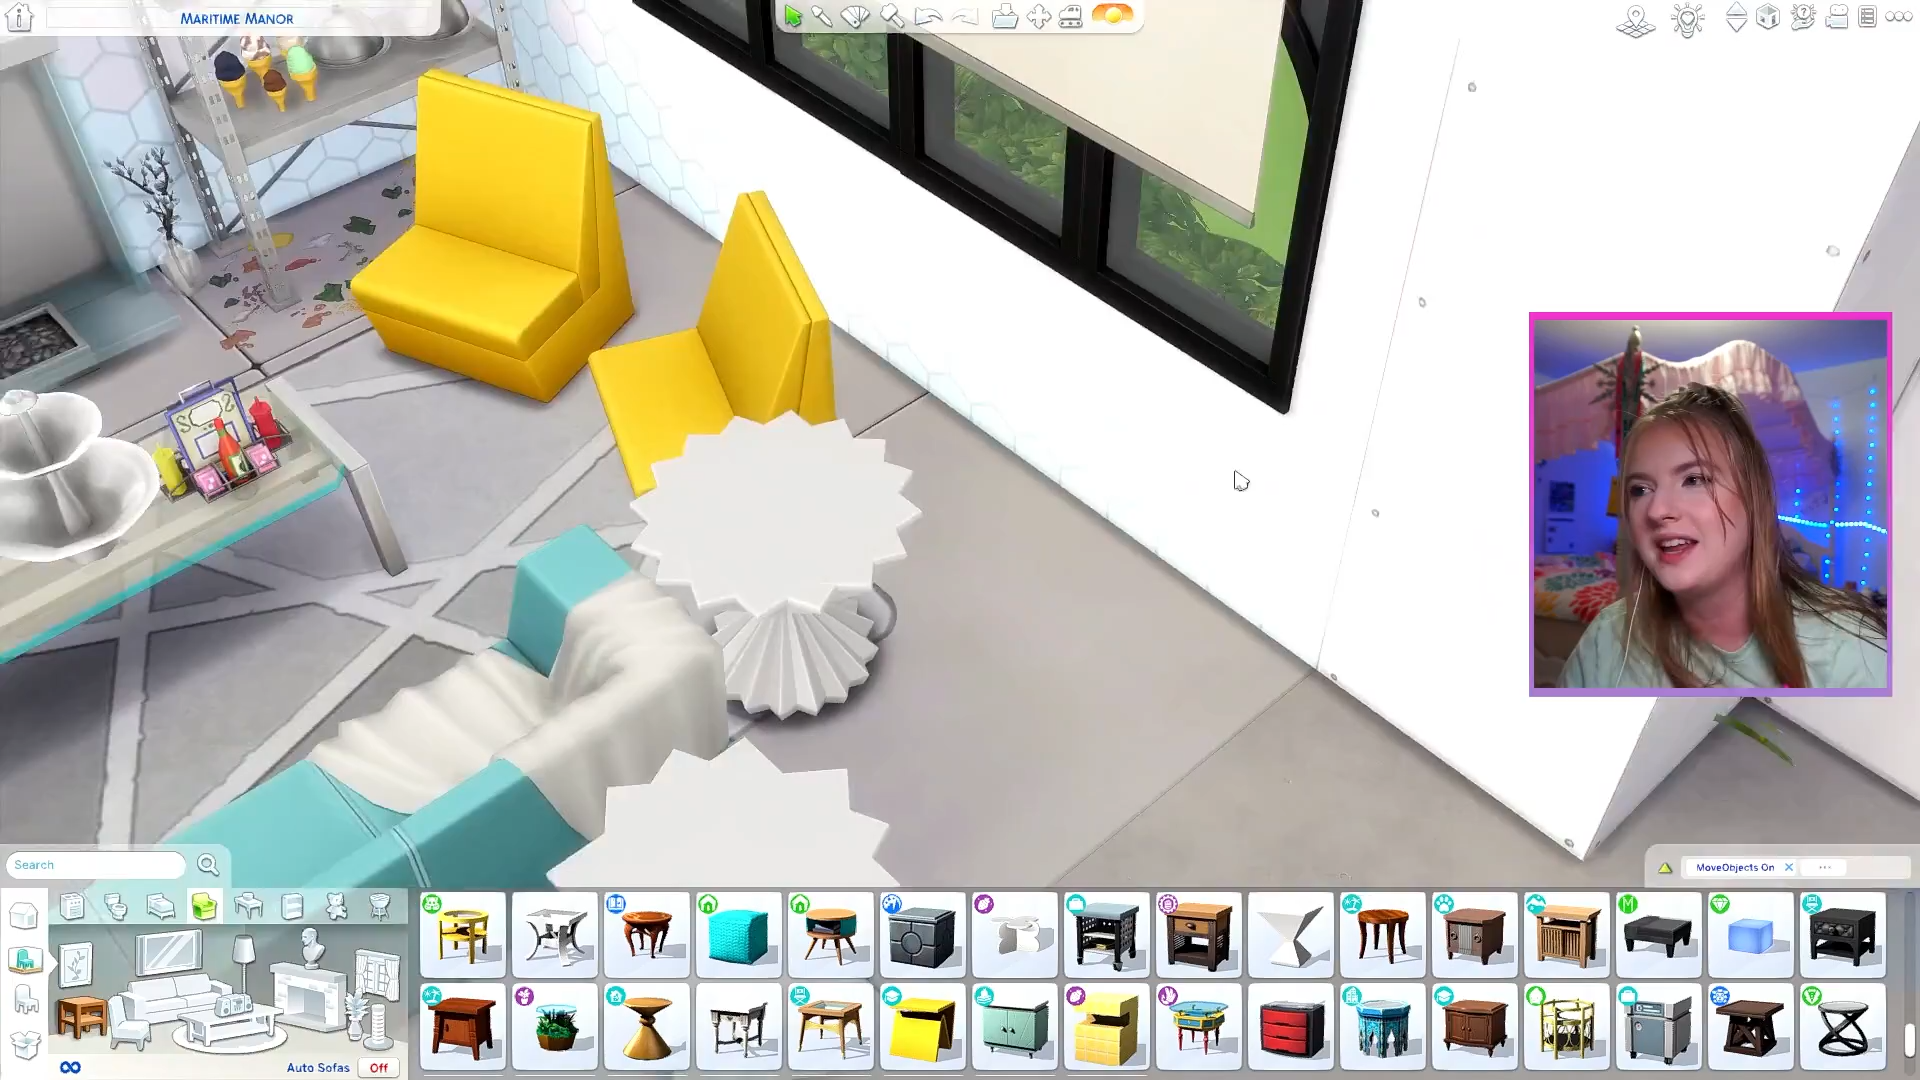 Maritime Manor
Search
MoveObjects On
Auto Sofas
Off